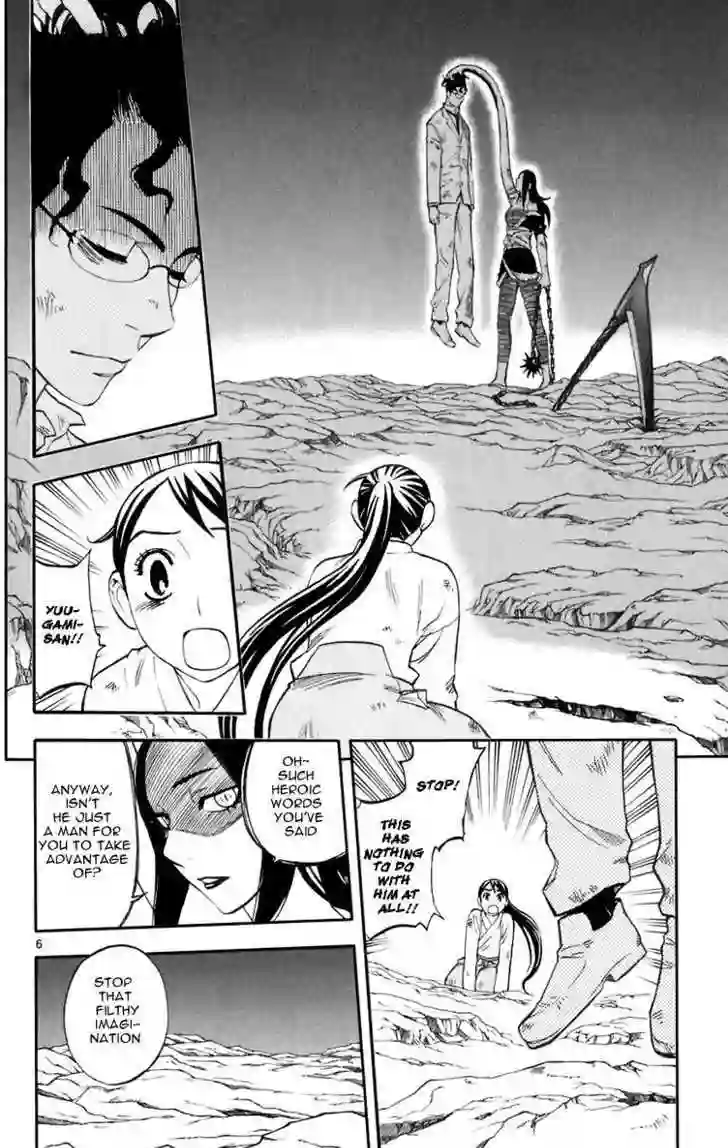 YUU-
GAMI-
SAN!!
STOP!
THIS
HAS
NOTHING
TO DO
WITH
HIM AT
ALL!!
OH~
SUCH
HEROIC
WORDS
YOU'VE
SAID
ANYWAY,
ISN'T
HE JUST
A MAN FOR
YOU TO TAKE
ADVANTAGE
OF?
6
STOP
THAT
FILTHY
IMAGI-
NATION